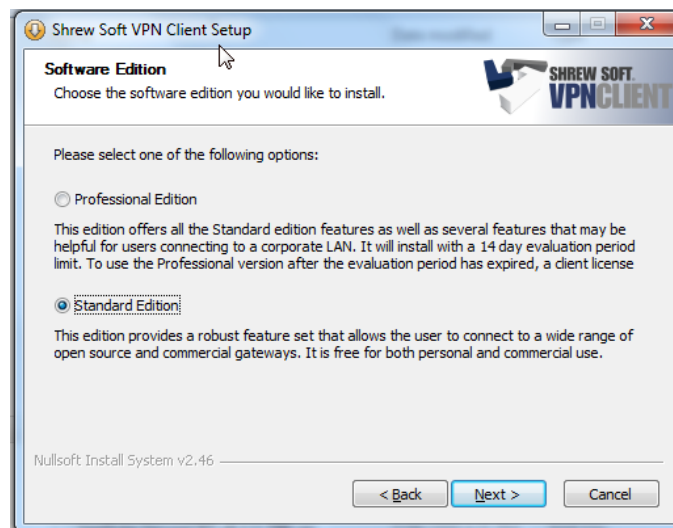 Shrew Soft VPN Client Setup
Software Edition
Choose the software edition you would like to install.
SHREW SOFT
VPNCLIENT
Please select one of the following options:
Professional Edition
This edition offers all the Standard edition features as well as several features that may be
helpful for users connecting to a corporate LAN. It will install with a 14 day evaluation period
limit. To use the Professional version after the evaluation period has expired, a client license
Standard Edition
This edition provides a robust feature set that allows the user to connect to a wide range of
open source and commercial gateways. It is free for both personal and commercial use.
Nullsoft Install System v2.46
< Back
Next >
Cancel